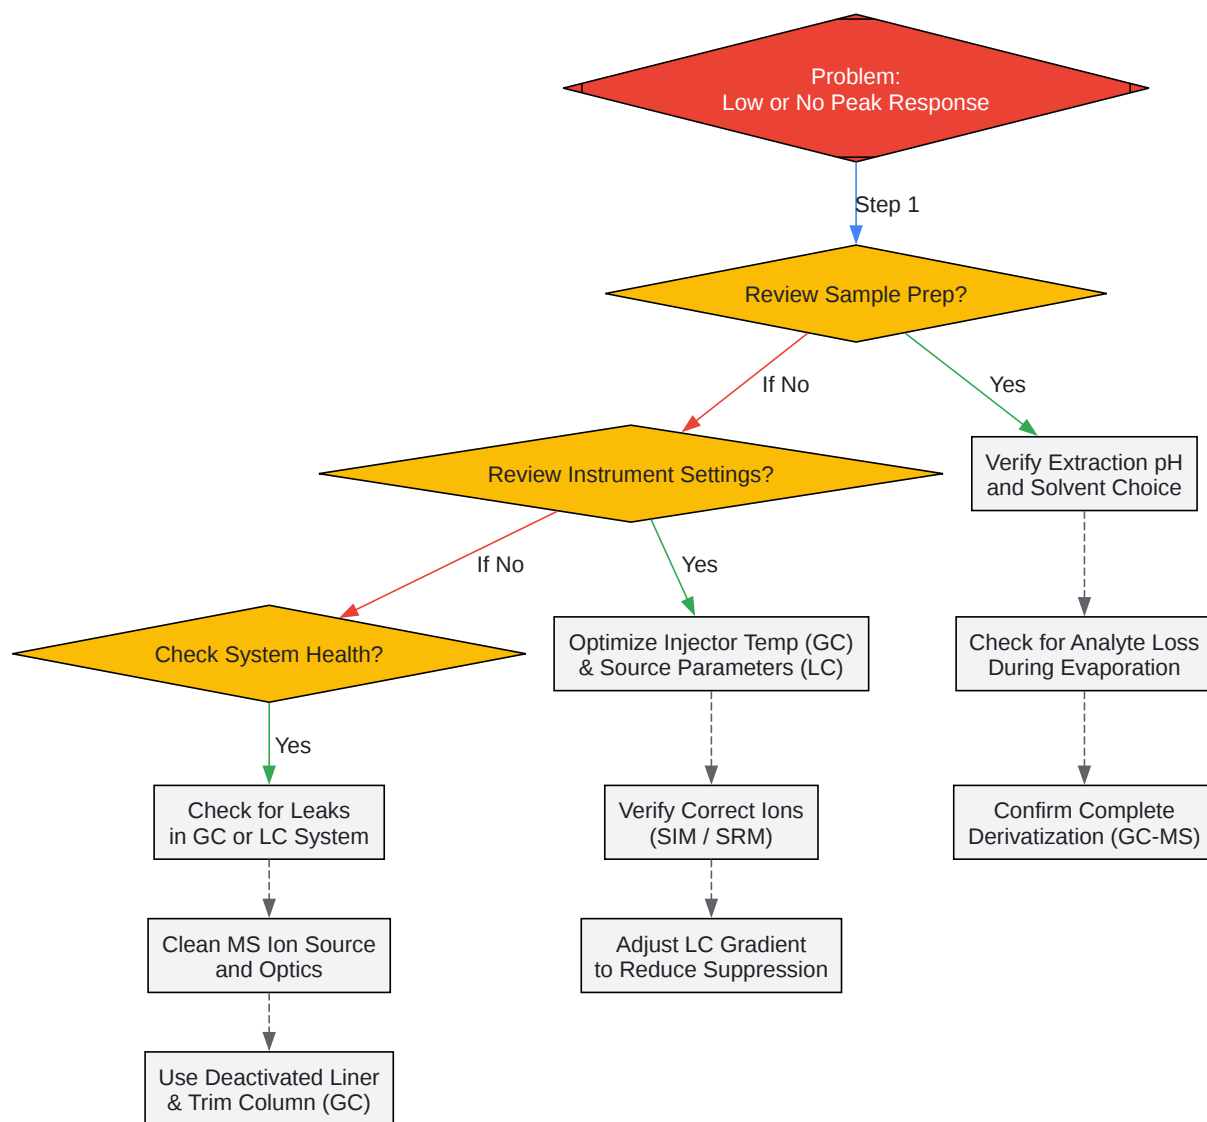 Problem:
Low or No Peak Response
Step 1
Review Sample Prep?
If No
Yes
Review Instrument Settings?
Verify Extraction pH
and Solvent Choice
If No
Yes
Check System Health?
Optimize Injector Temp (GC)
& Source Parameters (LC)
Check for Analyte Loss
During Evaporation
Yes
Check for Leaks
in GC or LC System
Verify Correct Ions
(SIM / SRM)
Confirm Complete
Derivatization (GC-MS)
Clean MS Ion Source
and Optics
Adjust LC Gradient
to Reduce Suppression
Use Deactivated Liner
& Trim Column (GC)